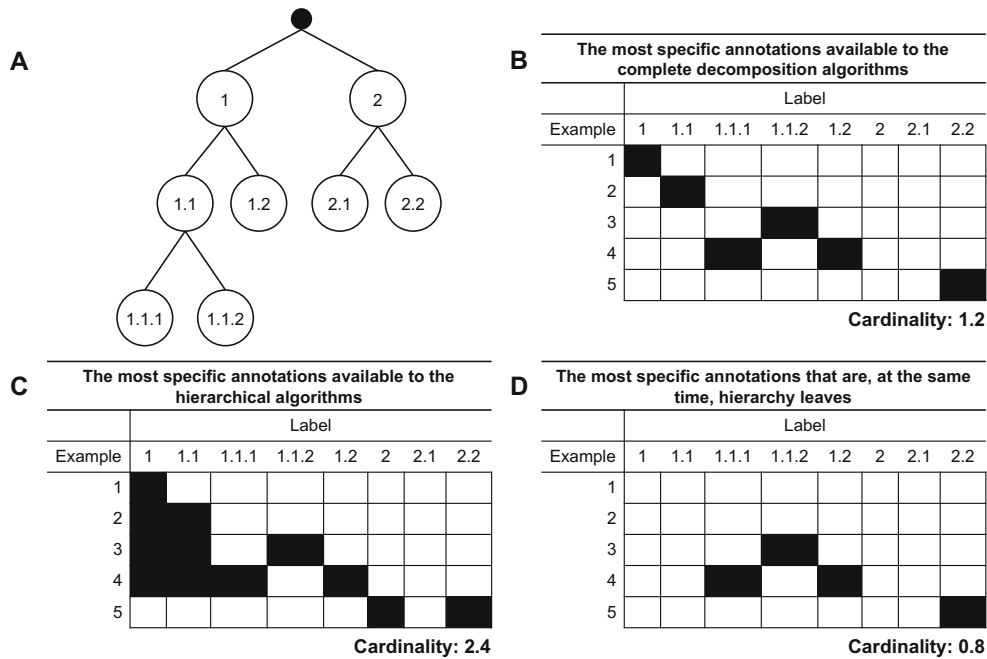 A
1
2
1.1
1.2
2.1
2.2
1.1.1
1.1.2
B
The most specific annotations available to the
complete decomposition algorithms
Label
Example 1 1.1 1.1.1 1.1.2 1.2 2 2.1 2.2
1
2
3
4
5
Cardinality: 1.2
C
The most specific annotations available to the
hierarchical algorithms
Label
Example 1 1.1 1.1.1 1.1.2 1.2 2 2.1 2.2
1
2
3
4
5
Cardinality: 2.4
D
The most specific annotations that are, at the same
time, hierarchy leaves
Label
Example 1 1.1 1.1.1 1.1.2 1.2 2 2.1 2.2
1
2
3
4
5
Cardinality: 0.8